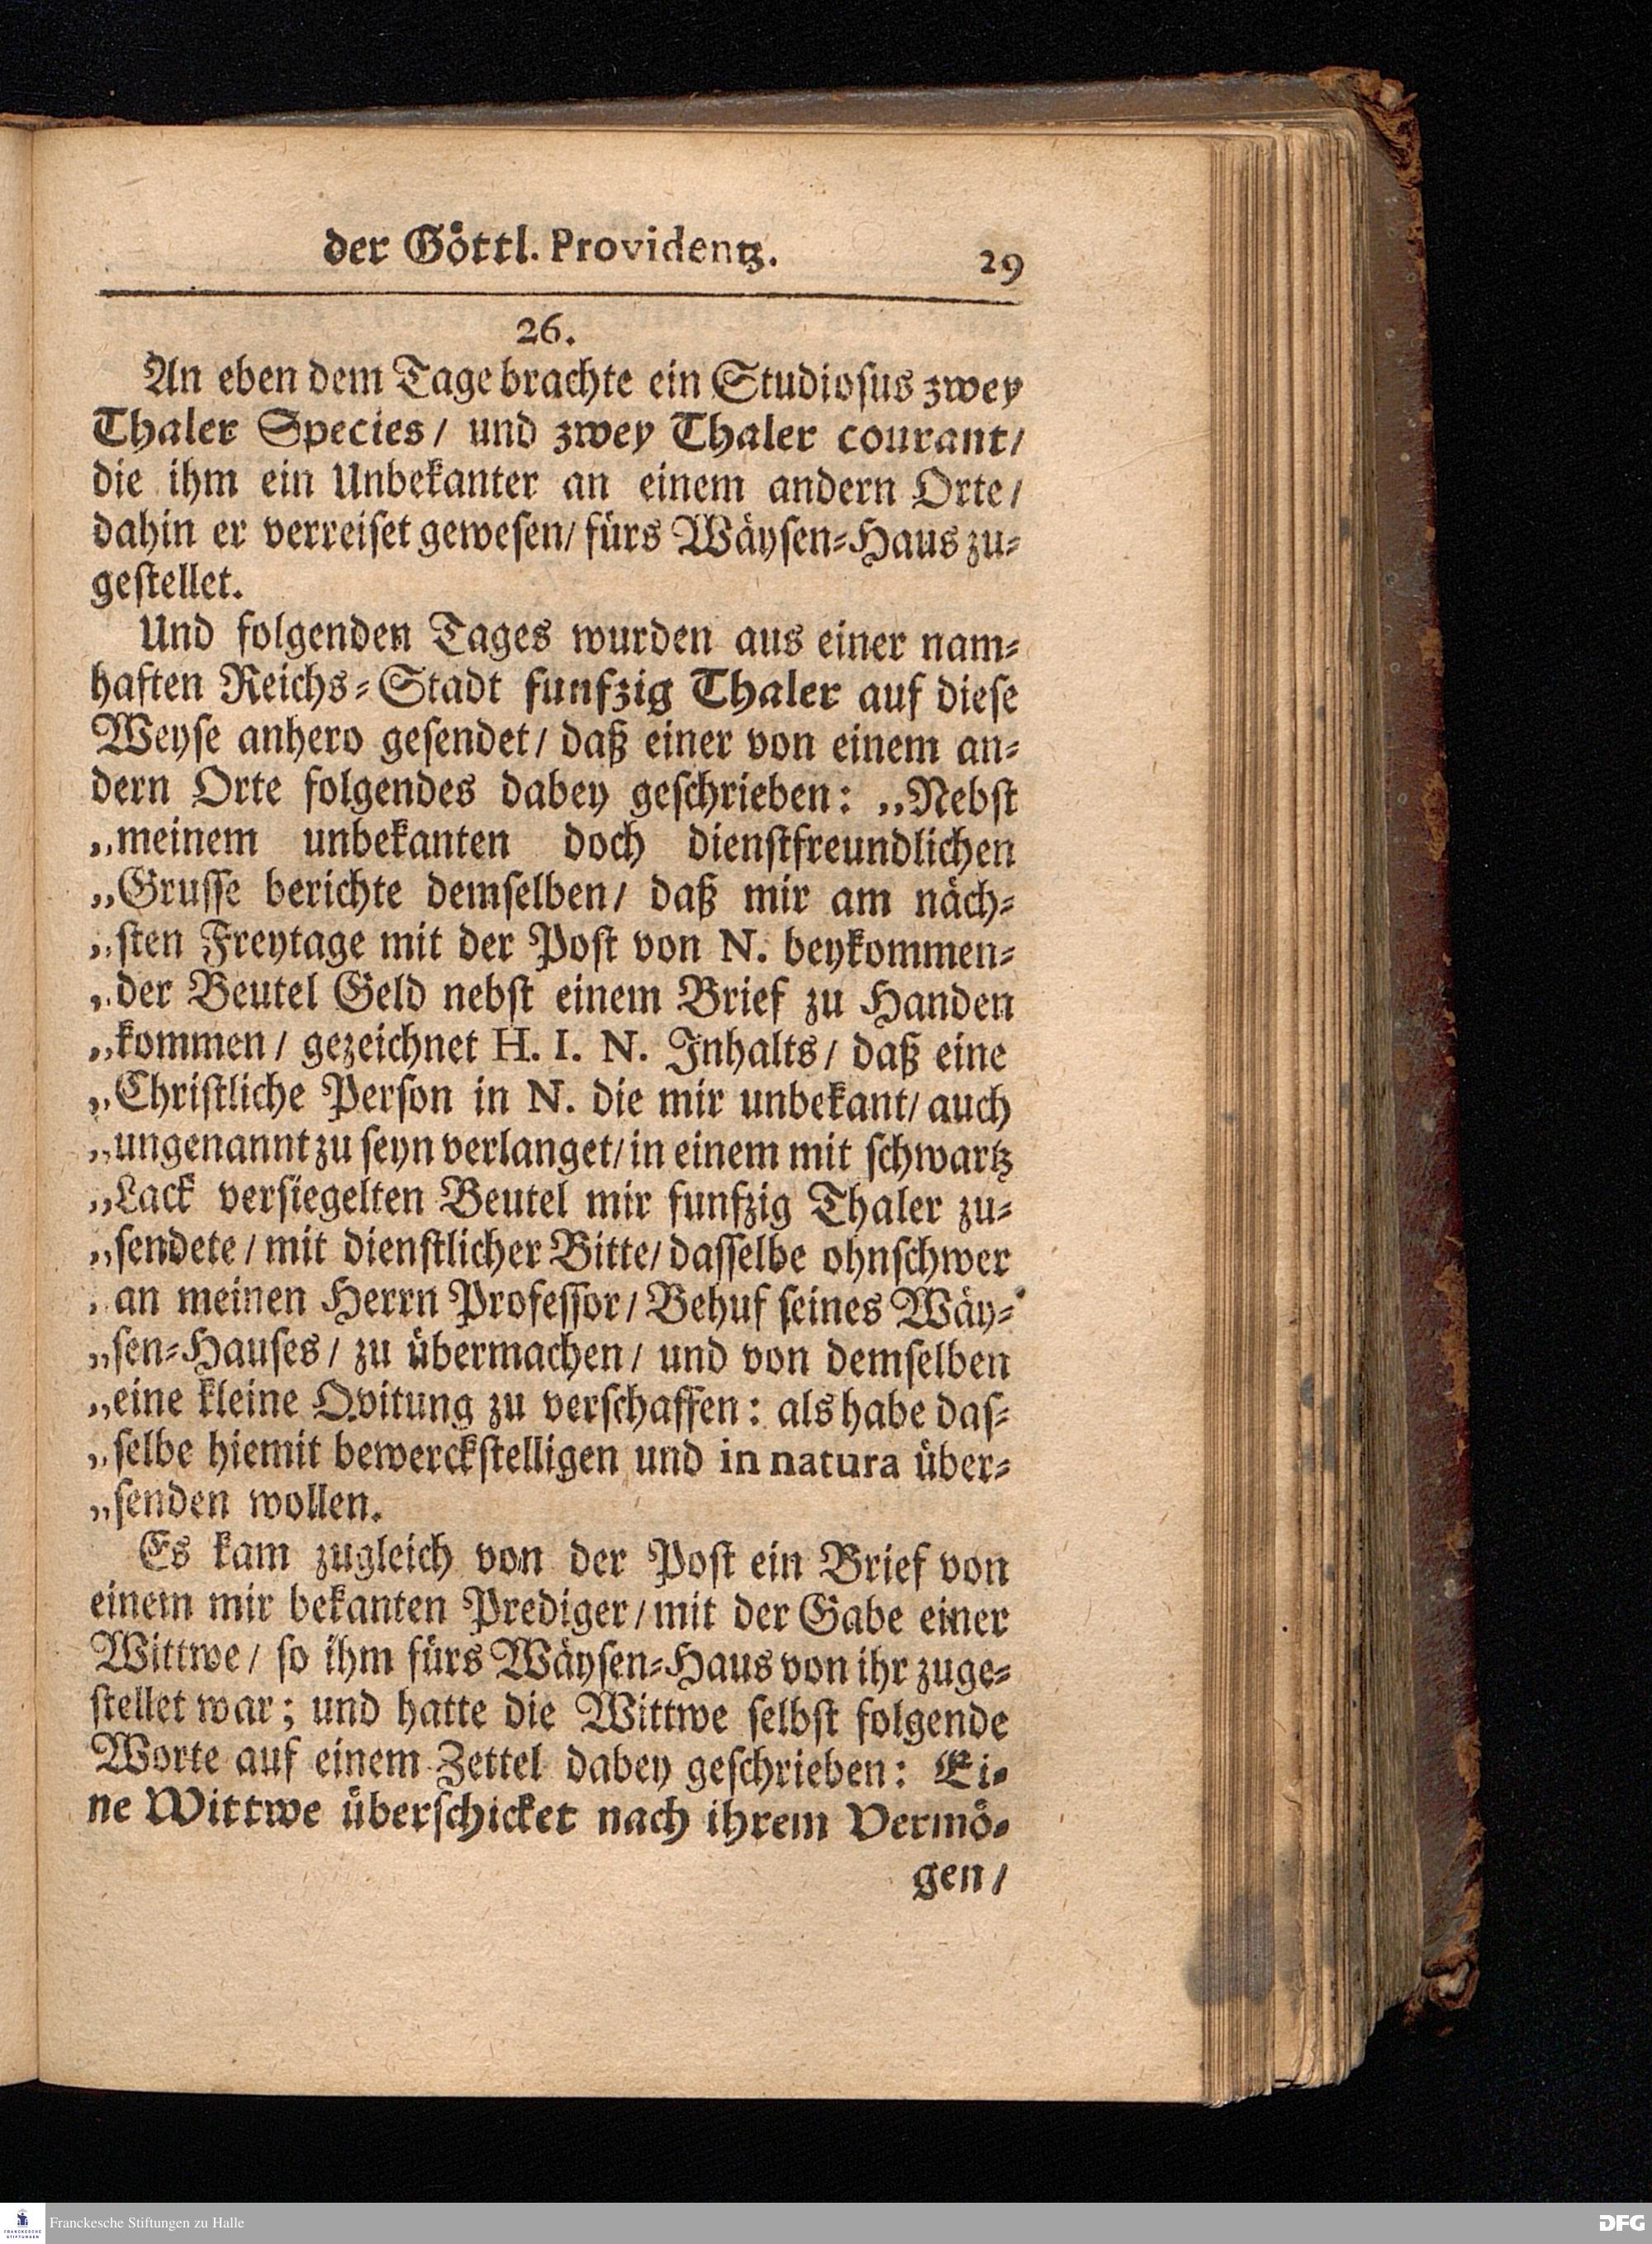 der Göttl. Providentz.
29
26.
An eben dem Tage brachte ein Studiosus zwey
Thaler Species/ und zwey Thaler courant/
die ihm ein Unbekanter an einem andern Orte/
dahin er verreiset gewesen/ fürs Wäysen-Haus zu-
gestellet.
Und folgenden Tages wurden aus einer nam-
haften Reichs-Stadt funfzig Thaler auf diese
Weyse anhero gesendet/ daß einer von einem an-
dern Orte folgendes dabey geschrieben: „Nebst
„meinem unbekanten doch dienstfreundlichen
„Grusse berichte demselben/ daß mir am näch-
„sten Freytage mit der Post von N. beykommen-
„der Beutel Geld nebst einem Brief zu Handen
„kommen/ gezeichnet H. I. N. Inhalts/ daß eine
„Christliche Person in N. die mir unbekant/ auch
„ungenannt zu seyn verlanget/ in einem mit schwartz
„Lack versiegelten Beutel mir funfzig Thaler zu-
„sendete/ mit dienstlicher Bitte/ dasselbe ohnschwer
„an meinen Herrn Professor/ Behuf seines Wäy-
„sen-Hauses/ zu übermachen/ und von demselben
„eine kleine Qvitung zu verschaffen: als habe das-
„selbe hiemit bewerckstelligen und in natura über-
„senden wollen.
Es kam zugleich von der Post ein Brief von
einem mir bekanten Prediger/ mit der Gabe einer
Wittwe/ so ihm fürs Wäysen-Haus von ihr zuge-
stellet war; und hatte die Wittwe selbst folgende
Worte auf einem Zettel dabey geschrieben: Ei-
ne Wittwe überschicket nach ihrem Vermö-
gen/
FRANCKESCHE STIFTUNGEN
Franckesche Stiftungen zu Halle
DFG